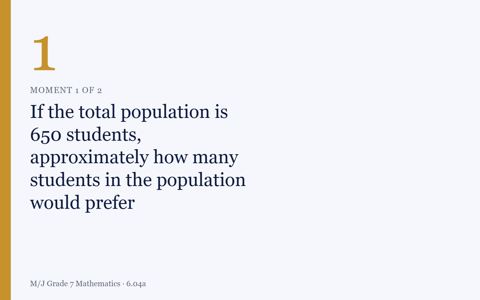 1
MOMENT 1 OF 2
If the total population is
650 students,
approximately how many
students in the population
would prefer
M/J Grade 7 Mathematics · 6.04a